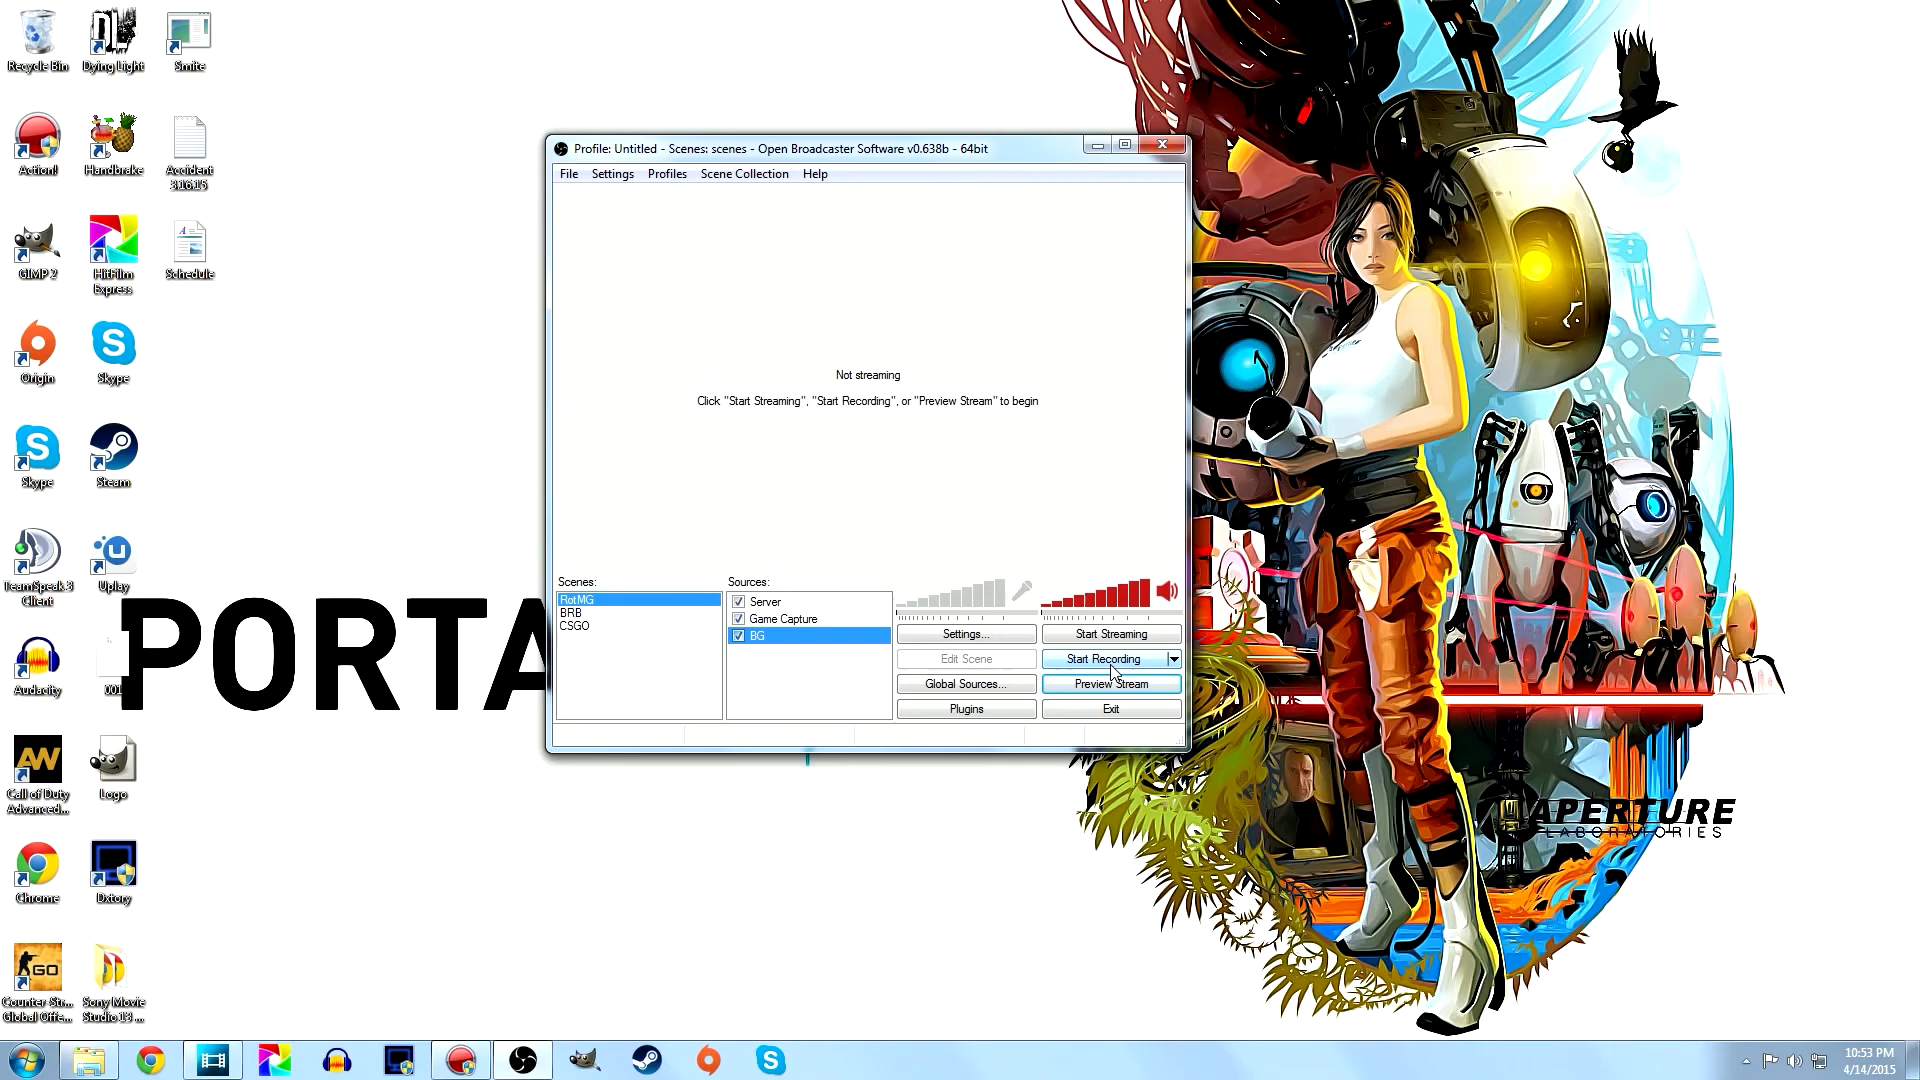 Recycle Bin
Dying Light
Smite
Action!
Handbrake
Accident
3.16.15
GIMP 2
HitFilm
Express
Schedule
Origin
Skype
Skype
Steam
TeamSpeak 3
Client
Uplay
Audacity
001
AW
Call of Duty
Advanced...
Logo
Chrome
Dxtory
GO
Counter-Str...
Global Offe...
Sony Movie
Studio 13 ...
PORTA
Profile: Untitled - Scenes: scenes - Open Broadcaster Software v0.638b - 64bit
File Settings Profiles Scene Collection Help
Not streaming
Click "Start Streaming", "Start Recording", or "Preview Stream" to begin
Scenes:
RotMG
BRB
CSGO
Sources:
Server
Game Capture
BG
Settings...
Start Streaming
Edit Scene
Start Recording
Global Sources...
Preview Stream
Plugins
Exit
APERTURE
LABORATORIES
10:53 PM
4/14/2015